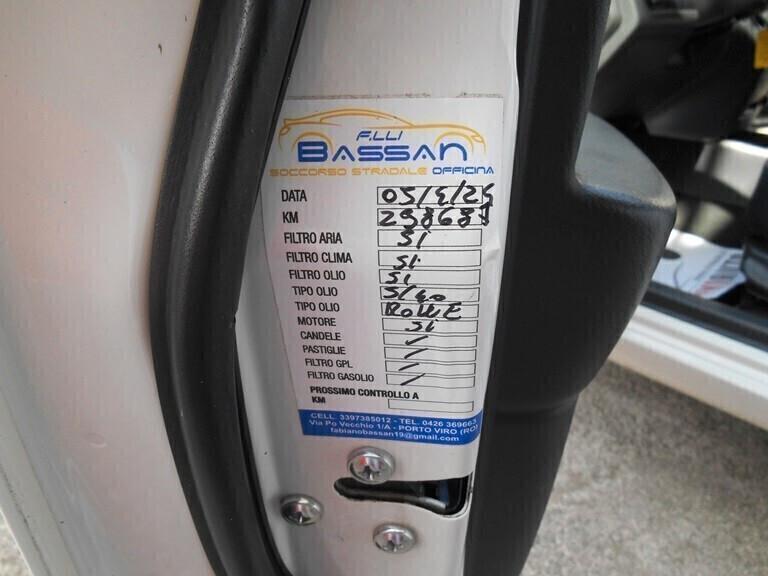 F.LLI
BASSAN
SOCCORSO STRADALE OFFICINA
DATA 05/5/25
KM
FILTRO ARIA SI
FILTRO CLIMA SI
FILTRO OLIO SI
TIPO OLIO 5/40
TIPO OLIO
MOTORE SI
CANDELE /
PASTIGLIE /
FILTRO GPL /
FILTRO GASOLIO /
PROSSIMO CONTROLLO A
KM
CELL. 3397385012 - TEL. 0426 369663
Via Po Vecchio 1/A - PORTO VIRO (RO)
fabianobassan19@gmail.com